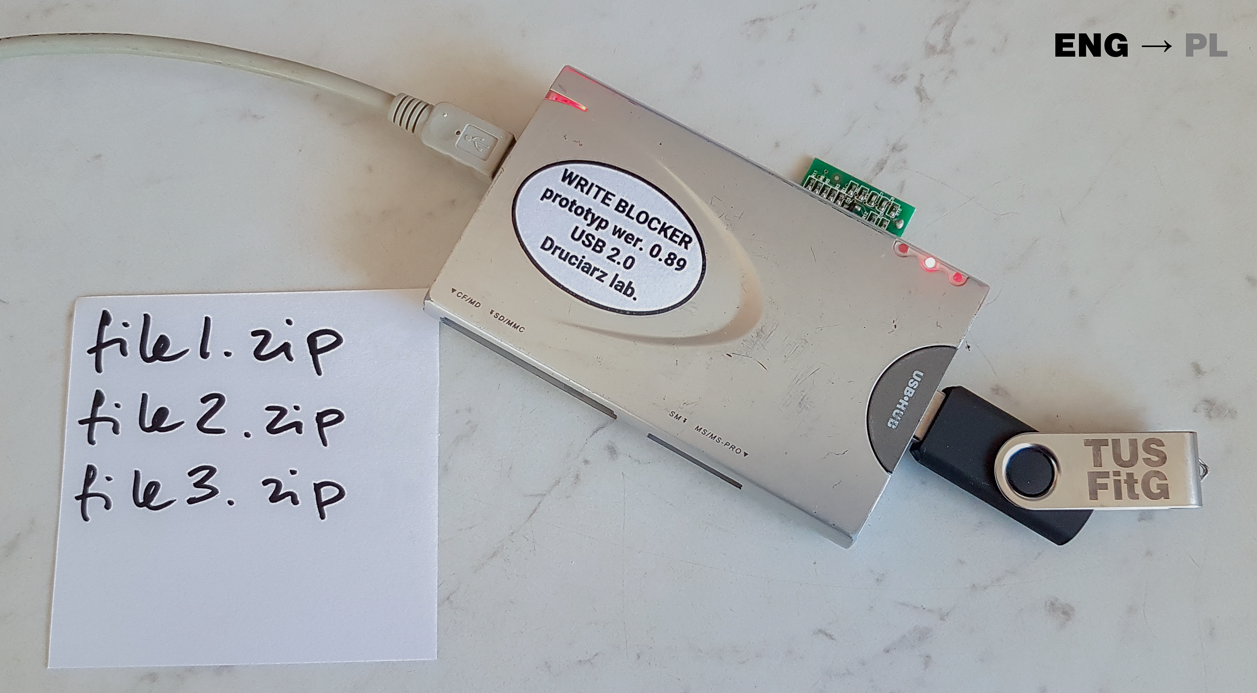 ENG → PL
WRITE BLOCKER
prototyp wer. 0.89
USB 2.0
Druciarz lab.
▼CF/MD ⬍SD/MMC
SM⬍ MS/MS-PRO▼
USB•HUB
TUS
FitG
file1.zip
file2.zip
file3.zip